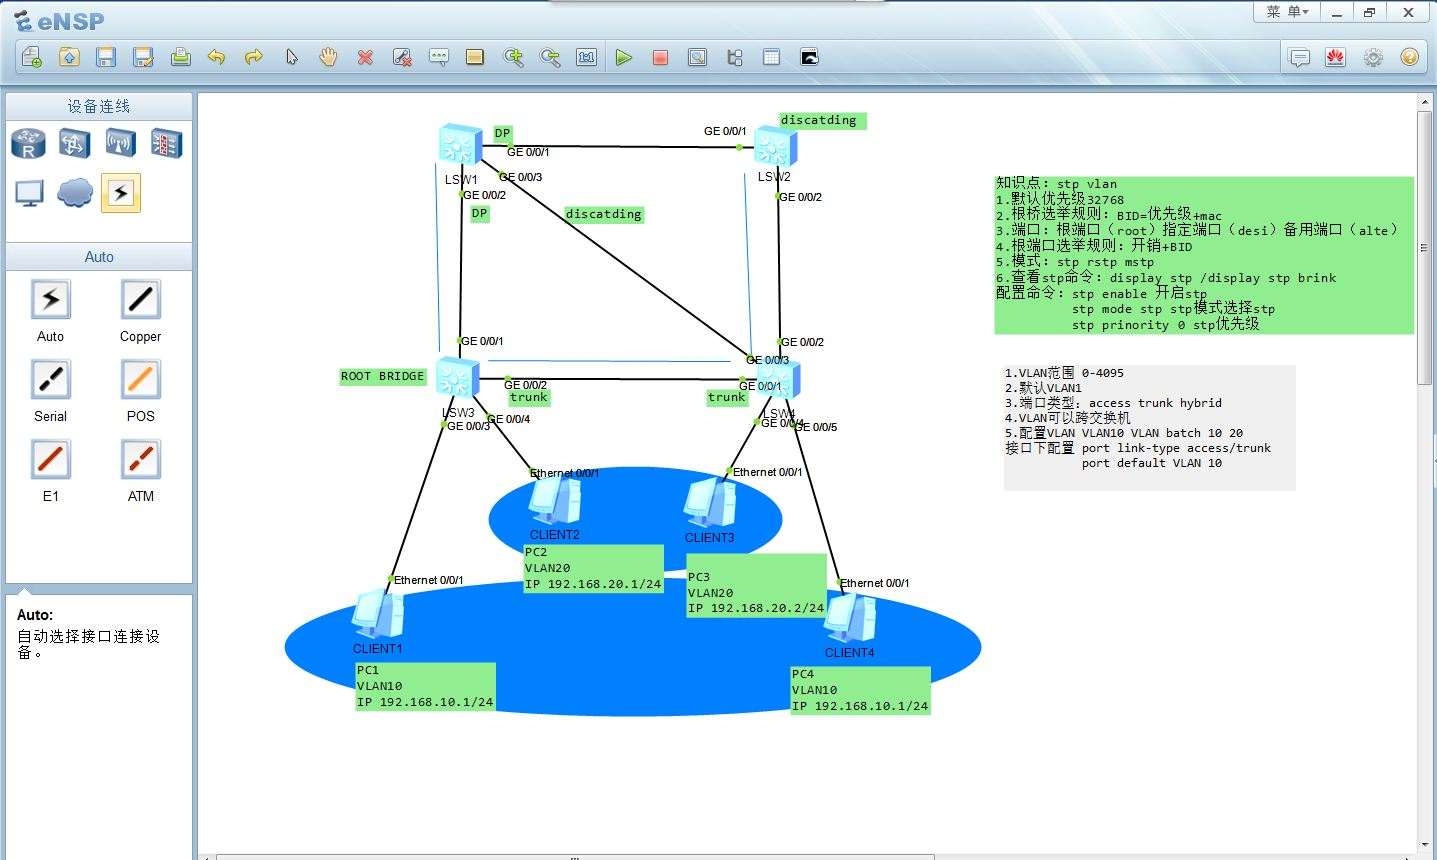 eNSP
菜 单
设备连线
Auto
Auto
Copper
Serial
POS
E1
ATM
Auto:
自动选择接口连接设
备。
DP
GE 0/0/1
GE 0/0/1
discatding
LSW1
GE 0/0/3
LSW2
GE 0/0/2
GE 0/0/2
DP
discatding
GE 0/0/1
GE 0/0/2
ROOT BRIDGE
GE 0/0/3
GE 0/0/2
GE 0/0/1
trunk
trunk
LSW3
GE 0/0/4
GE 0/0/3
LSW4
GE 0/0/4
GE 0/0/5
Ethernet 0/0/1
Ethernet 0/0/1
CLIENT2
CLIENT3
PC2
VLAN20
IP 192.168.20.1/24
PC3
VLAN20
IP 192.168.20.2/24
Ethernet 0/0/1
Ethernet 0/0/1
CLIENT1
CLIENT4
PC1
VLAN10
IP 192.168.10.1/24
PC4
VLAN10
IP 192.168.10.1/24
知识点：stp vlan
1.默认优先级32768
2.根桥选举规则：BID=优先级+mac
3.端口：根端口（root）指定端口（desi）备用端口（alte）
4.根端口选举规则：开销+BID
5.模式：stp rstp mstp
6.查看stp命令：display stp /display stp brink
配置命令：stp enable 开启stp
stp mode stp stp模式选择stp
stp prinority 0 stp优先级
1.VLAN范围 0-4095
2.默认VLAN1
3.端口类型：access trunk hybrid
4.VLAN可以跨交换机
5.配置VLAN VLAN10 VLAN batch 10 20
接口下配置 port link-type access/trunk
port default VLAN 10